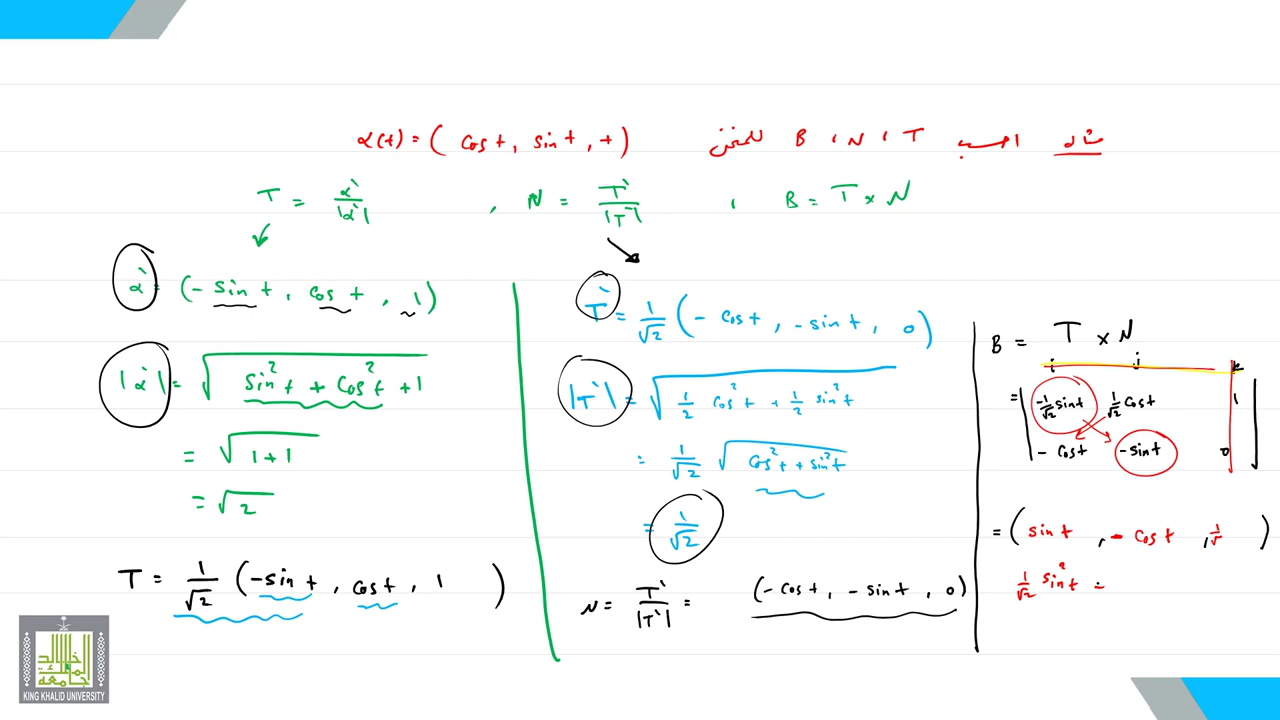 مثال احسب T ، N ، B للمنحنى α(t) = (cos t, sin t, t)
T = α`/|α`| , N = T`/|T`| , B = T × N
α` = (- sin t, cos t, 1)
|α`| = √(sin²t + cos²t + 1)
= √(1+1)
= √2
T = 1/√2 (-sin t, cos t, 1)
T` = 1/√2 (- cos t, - sin t, 0)
|T`| = √(1/2 cos²t + 1/2 sin²t)
= 1/√2 √(cos²t + sin²t)
= 1/√2
N = T`/|T`| = (- cos t, - sin t, 0)
B = T × N
i j k
= | -1/√2 sin t 1/√2 cos t 1 |
- cos t - sin t 0
= (sin t, - cos t, 1/√ )
1/√2 sin²t =
جامعة الملك خالد
KING KHALID UNIVERSITY